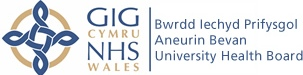 GIG
CYMRU
NHS
WALES
Bwrdd Iechyd Prifysgol
Aneurin Bevan
University Health Board